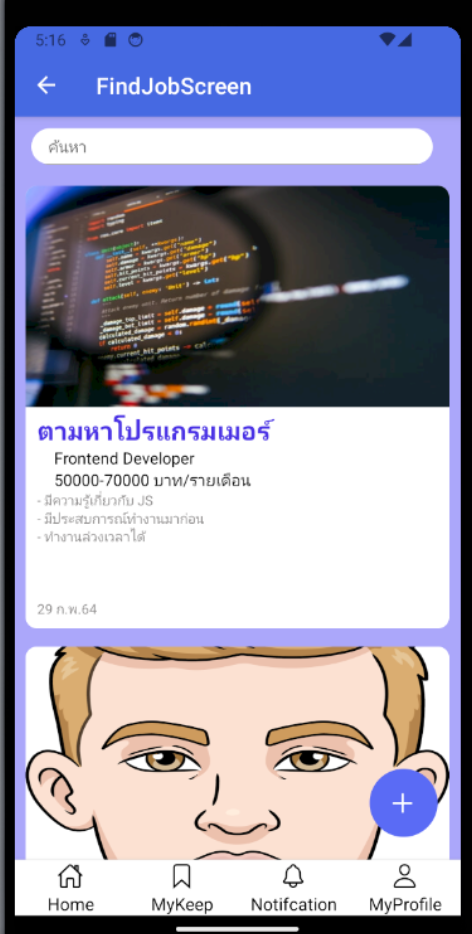 5:16
FindJobScreen
ค้นหา
ตามหาโปรแกรมเมอร์
Frontend Developer
50000-70000 บาท/รายเดือน
- มีความรู้เกี่ยวกับ JS
- มีประสบการณ์ทำงานมาก่อน
- ทำงานล่วงเวลาได้
29 ก.พ.64
Home MyKeep Notifcation MyProfile